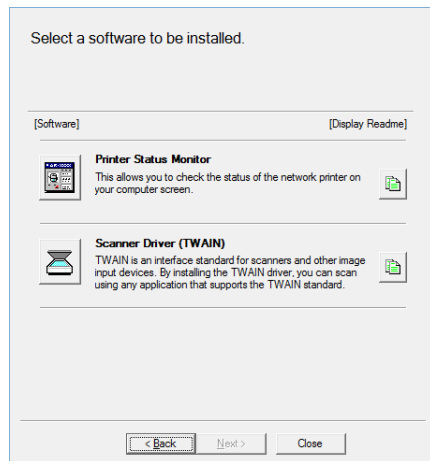 Select a software to be installed.
[Software] [Display Readme]
Printer Status Monitor
This allows you to check the status of the network printer on
your computer screen.
Scanner Driver (TWAIN)
TWAIN is an interface standard for scanners and other image
input devices. By installing the TWAIN driver, you can scan
using any application that supports the TWAIN standard.
< Back Next > Close